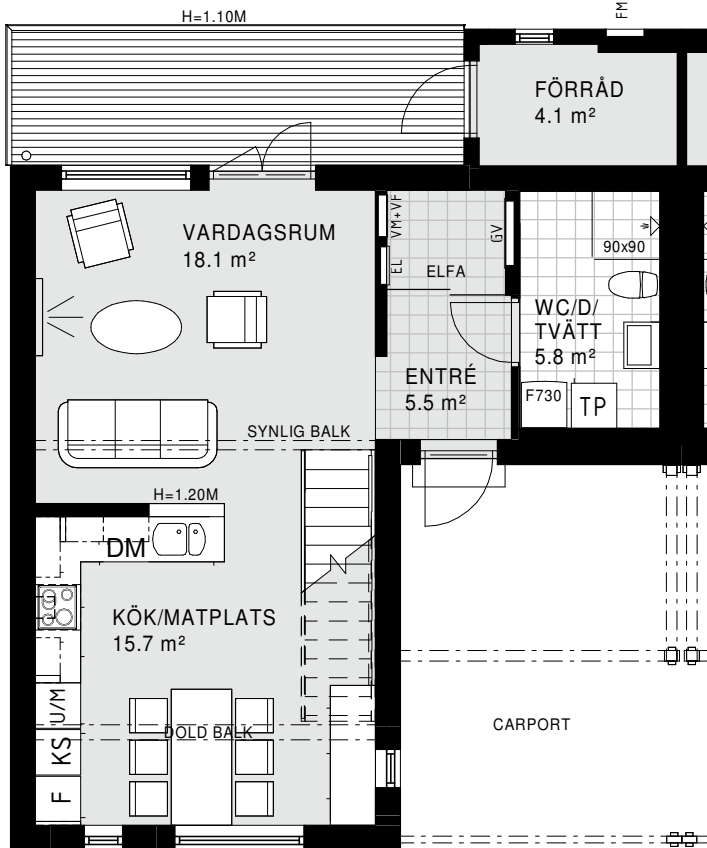 H=1.10M
FM
FÖRRÅD
4.1 m²
VM+VF
GV
VARDAGSRUM
18.1 m²
EL
ELFA
90x90
WC/D/
TVÄTT
5.8 m²
ENTRÉ
5.5 m²
F730
TP
SYNLIG BALK
H=1.20M
DM
KÖK/MATPLATS
15.7 m²
U/M
KS
F
DOLD BALK
CARPORT